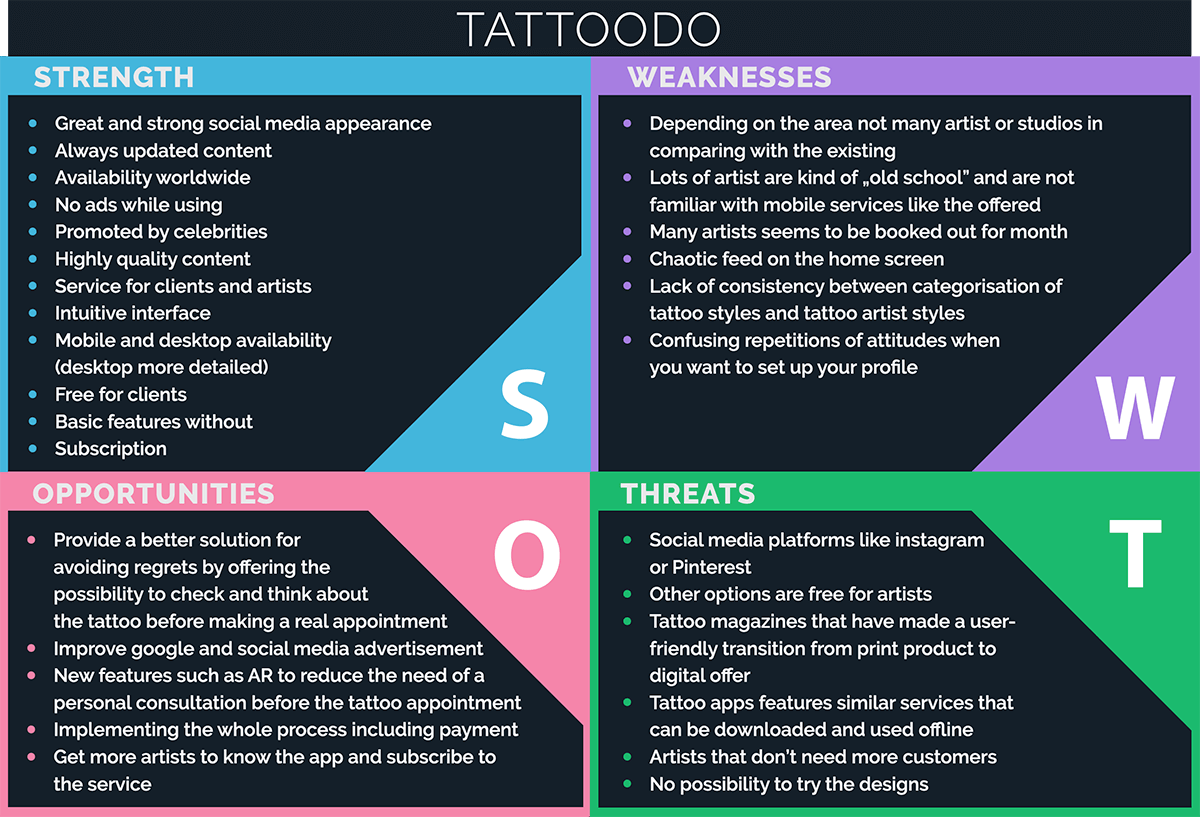 TATTOODO
STRENGTH
• Great and strong social media appearance
• Always updated content
• Availability worldwide
• No ads while using
• Promoted by celebrities
• Highly quality content
• Service for clients and artists
• Intuitive interface
• Mobile and desktop availability
(desktop more detailed)
• Free for clients
• Basic features without
• Subscription
S
WEAKNESSES
• Depending on the area not many artist or studios in
comparing with the existing
• Lots of artist are kind of „old school” and are not
familiar with mobile services like the offered
• Many artists seems to be booked out for month
• Chaotic feed on the home screen
• Lack of consistency between categorisation of
tattoo styles and tattoo artist styles
• Confusing repetitions of attitudes when
you want to set up your profile
W
OPPORTUNITIES
O
• Provide a better solution for
avoiding regrets by offering the
possibility to check and think about
the tattoo before making a real appointment
• Improve google and social media advertisement
• New features such as AR to reduce the need of a
personal consultation before the tattoo appointment
• Implementing the whole process including payment
• Get more artists to know the app and subscribe to
the service
THREATS
T
• Social media platforms like instagram
or Pinterest
• Other options are free for artists
• Tattoo magazines that have made a user-
friendly transition from print product to
digital offer
• Tattoo apps features similar services that
can be downloaded and used offline
• Artists that don’t need more customers
• No possibility to try the designs